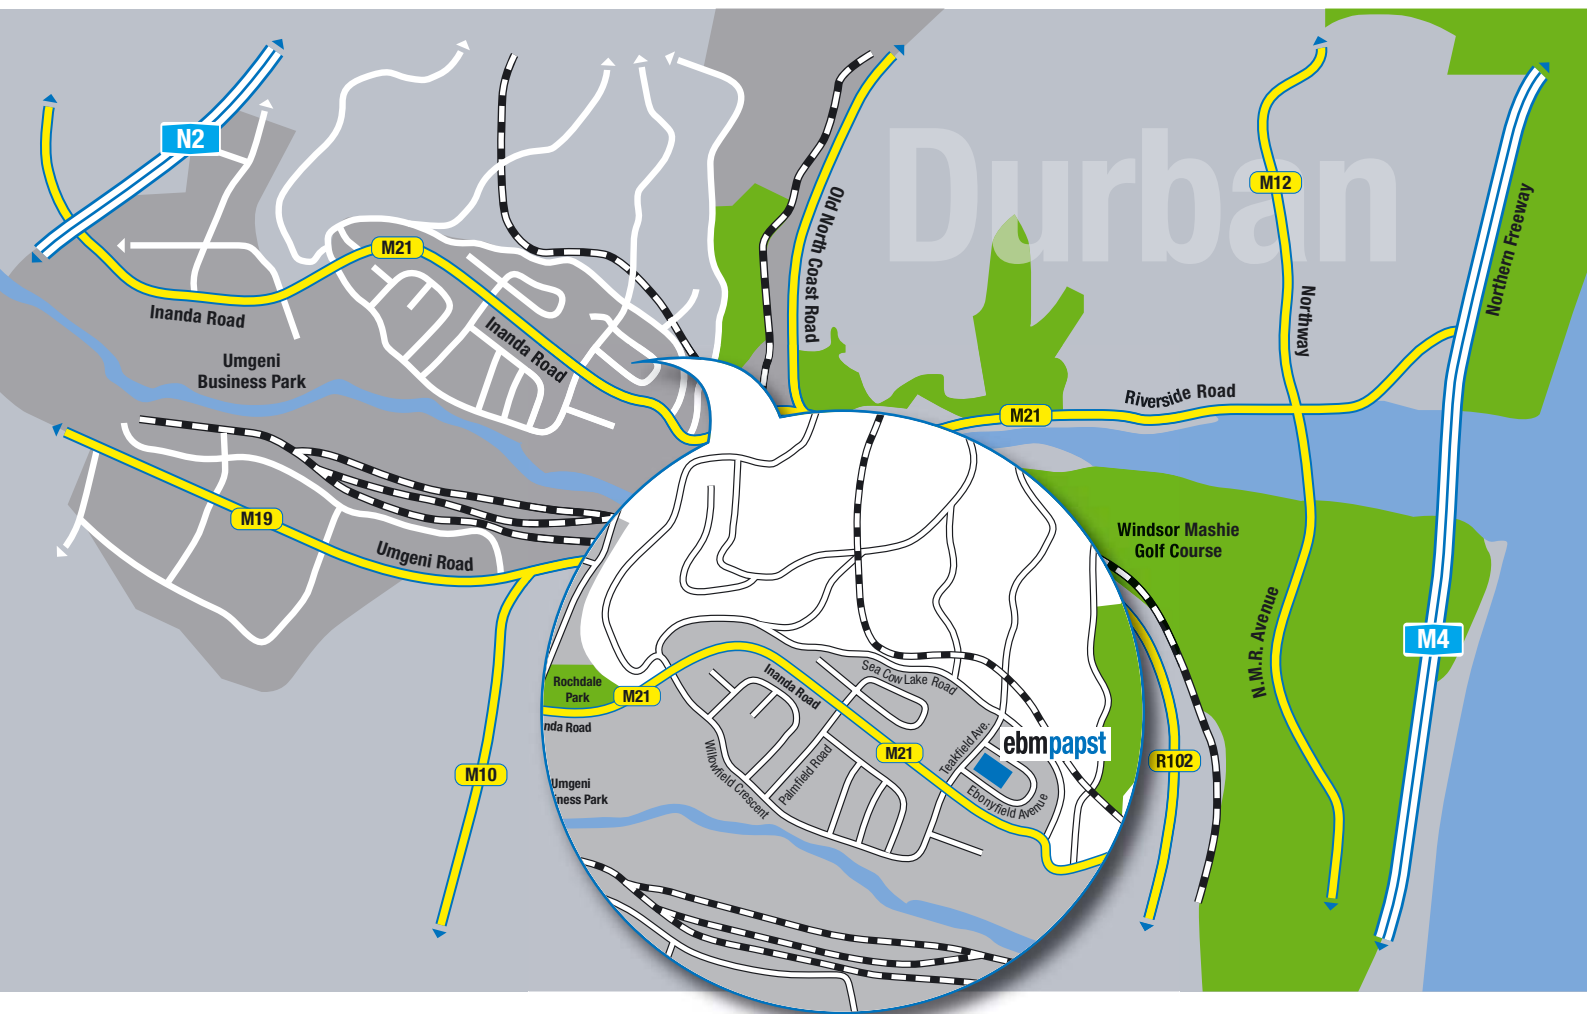 N2
M21
Inanda Road
Inanda Road
Umgeni
Business Park
Old North Coast Road
Durban
M12
Northway
Northern Freeway
Riverside Road
M21
M19
Umgeni Road
M10
Windsor Mashie
Golf Course
N.M.R. Avenue
M4
R102
Rochdale
Park
M21
nda Road
Umgeni
iness Park
Inanda Road
Sea Cow Lake Road
M21
Willowfield Crescent
Palmfield Road
Teakfield Ave.
ebmpapst
Ebonyfield Avenue